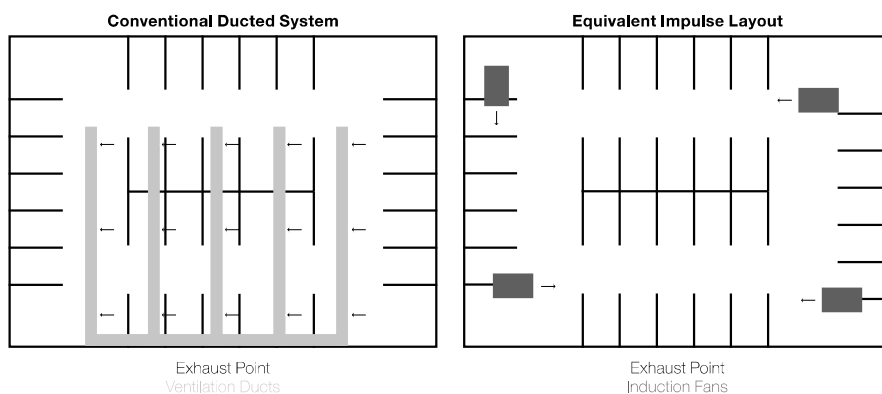 Conventional Ducted System
Equivalent Impulse Layout
Exhaust Point
Ventilation Ducts
Exhaust Point
Induction Fans